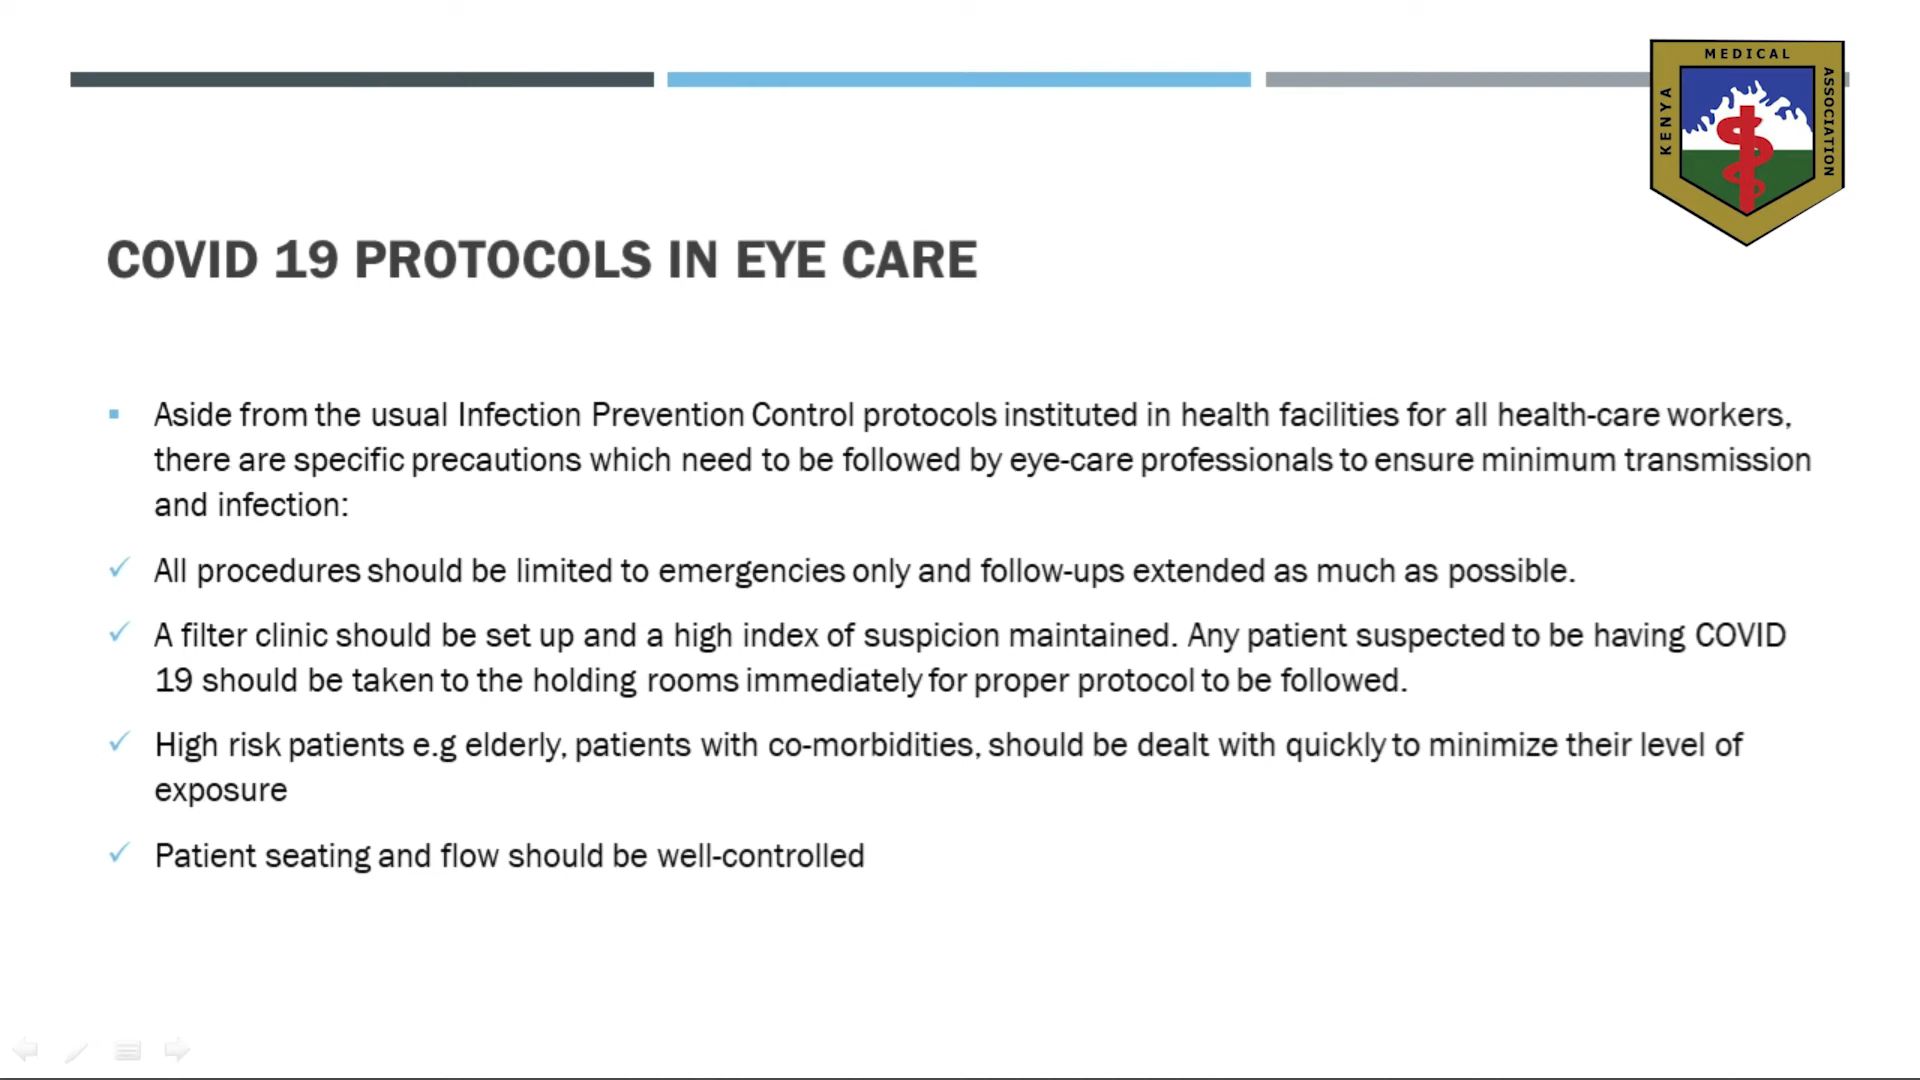 MEDICAL
KENYA
ASSOCIATION
COVID 19 PROTOCOLS IN EYE CARE
Aside from the usual Infection Prevention Control protocols instituted in health facilities for all health-care workers,
there are specific precautions which need to be followed by eye-care professionals to ensure minimum transmission
and infection:
All procedures should be limited to emergencies only and follow-ups extended as much as possible.
A filter clinic should be set up and a high index of suspicion maintained. Any patient suspected to be having COVID
19 should be taken to the holding rooms immediately for proper protocol to be followed.
High risk patients e.g elderly, patients with co-morbidities, should be dealt with quickly to minimize their level of
exposure
Patient seating and flow should be well-controlled